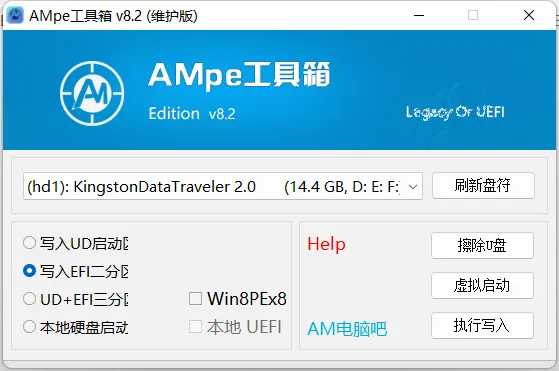 AMpe工具箱 v8.2 (维护版)
AMpe工具箱
Edition v8.2
Legacy Or UEFI
(hd1): KingstonDataTraveler 2.0 (14.4 GB, D: E: F:)
刷新盘符
写入UD启动区
写入EFI二分区
UD+EFI三分区
本地硬盘启动
Win8PEx8
本地 UEFI
Help
AM电脑吧
擦除U盘
虚拟启动
执行写入